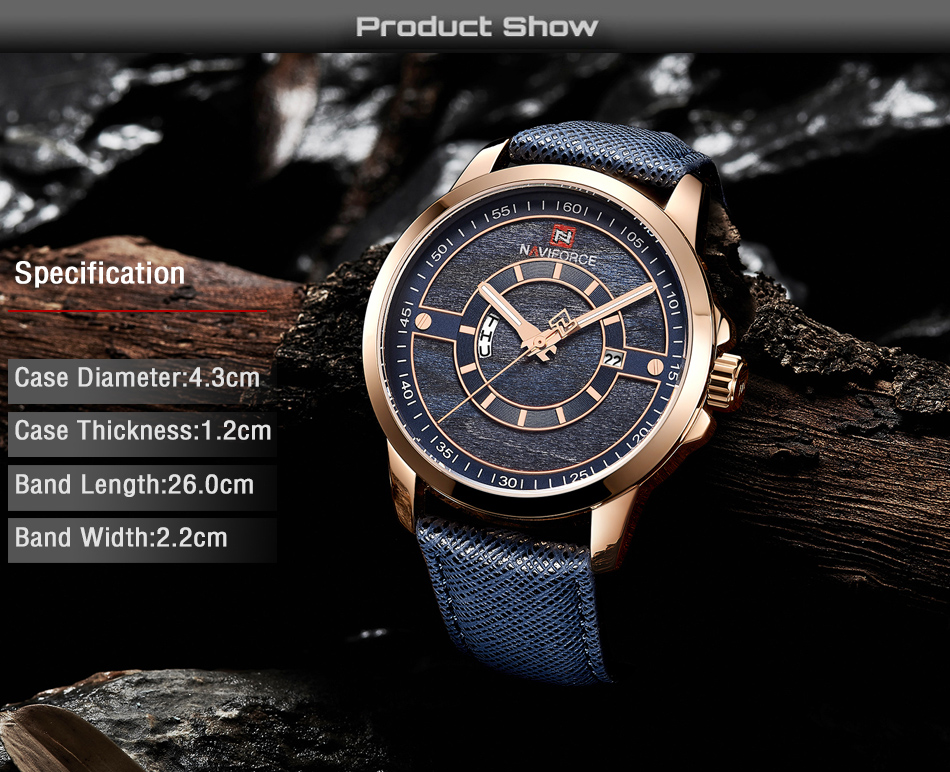 Product Show
Specification
Case Diameter:4.3cm
Case Thickness:1.2cm
Band Length:26.0cm
Band Width:2.2cm
60
05
10
15
20
25
30
35
40
45
50
55
N
NAVIFORCE
22